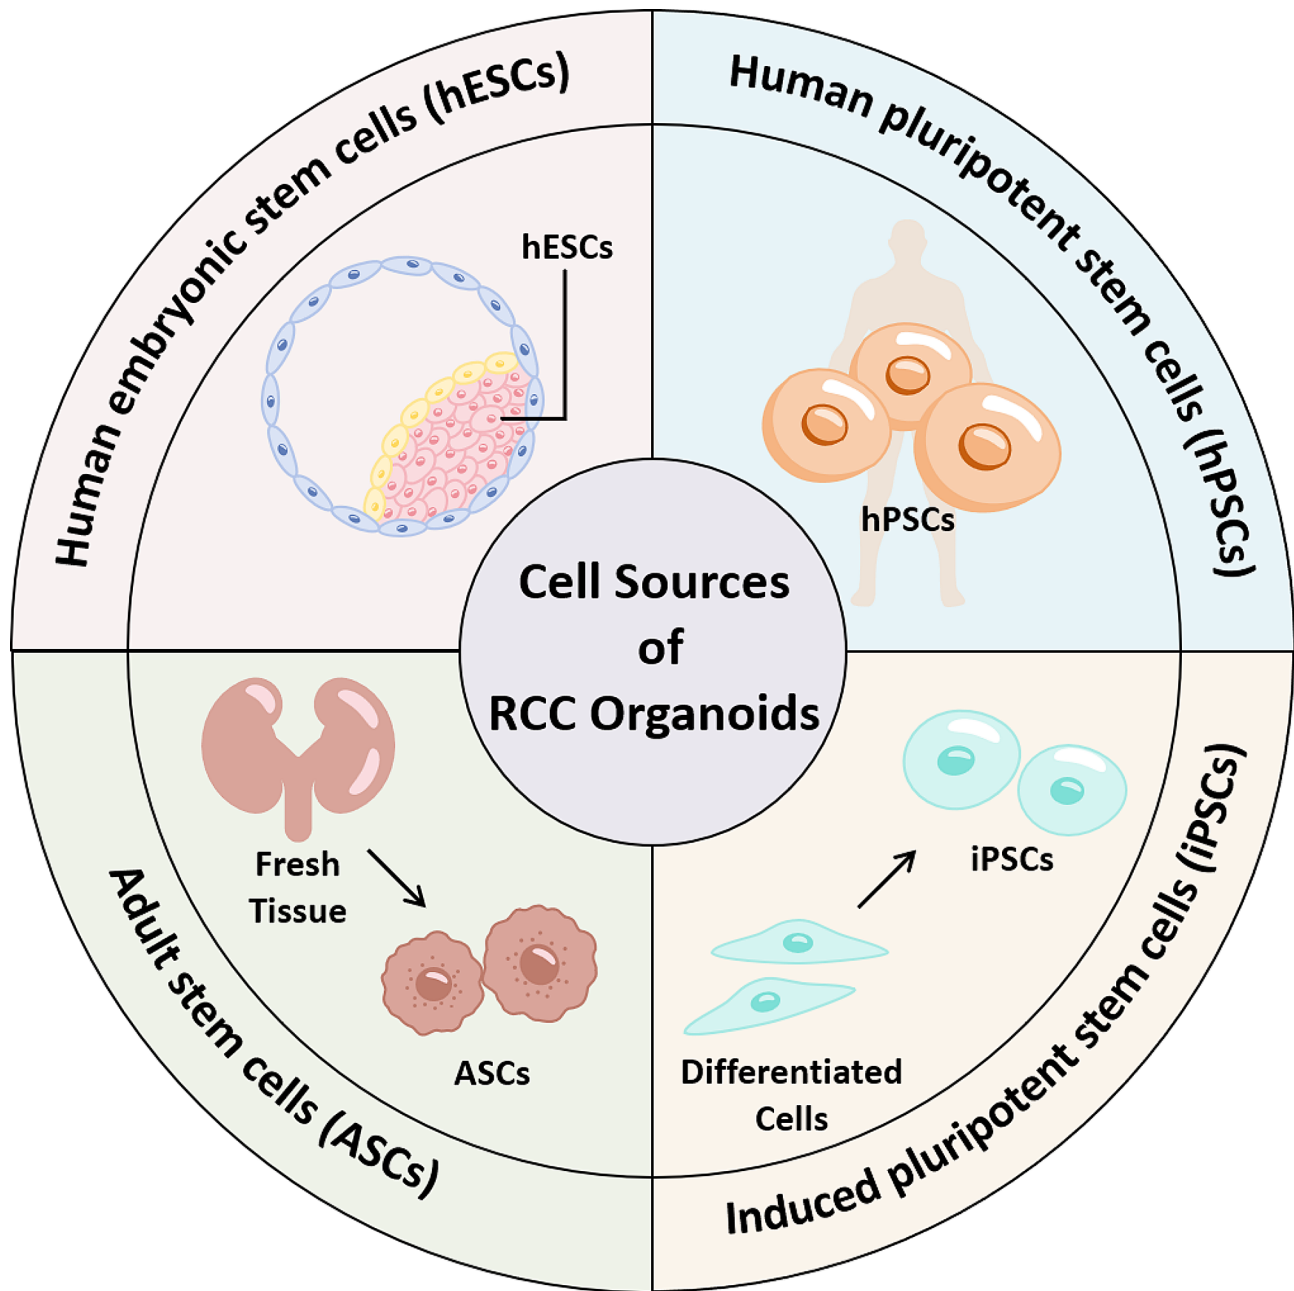 Human embryonic stem cells (hESCs)
Human pluripotent stem cells (hPSCs)
hESCs
hPSCs
Cell Sources
of
RCC Organoids
Fresh
Tissue
ASCs
iPSCs
Differentiated
Cells
Adult stem cells (ASCs)
Induced pluripotent stem cells (iPSCs)